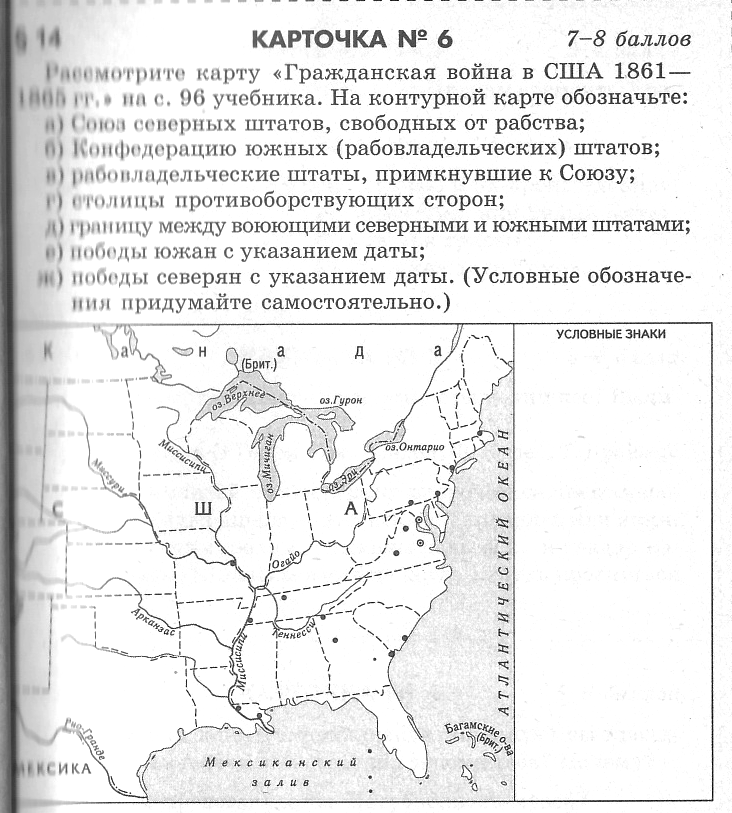 § 14
КАРТОЧКА № 6
7–8 баллов
Рассмотрите карту «Гражданская война в США 1861—
1865 гг.» на с. 96 учебника. На контурной карте обозначьте:
а) Союз северных штатов, свободных от рабства;
б) Конфедерацию южных (рабовладельческих) штатов;
в) рабовладельческие штаты, примкнувшие к Союзу;
г) столицы противоборствующих сторон;
д) границу между воюющими северными и южными штатами;
е) победы южан с указанием даты;
ж) победы северян с указанием даты. (Условные обозначе-
ния придумайте самостоятельно.)
УСЛОВНЫЕ ЗНАКИ
К а н а д а
(Брит.)
оз.Верхнее
оз.Гурон
оз.Мичиган
оз.Онтарио
оз.Эри
Миссисипи
Миссури
С Ш А
Огайо
Арканзас
Кеннесси
Миссисипи
Рио-Гранде
МЕКСИКА
Мексиканский
залив
Багамские о-ва
(Брит.)
АТЛАНТИЧЕСКИЙ ОКЕАН